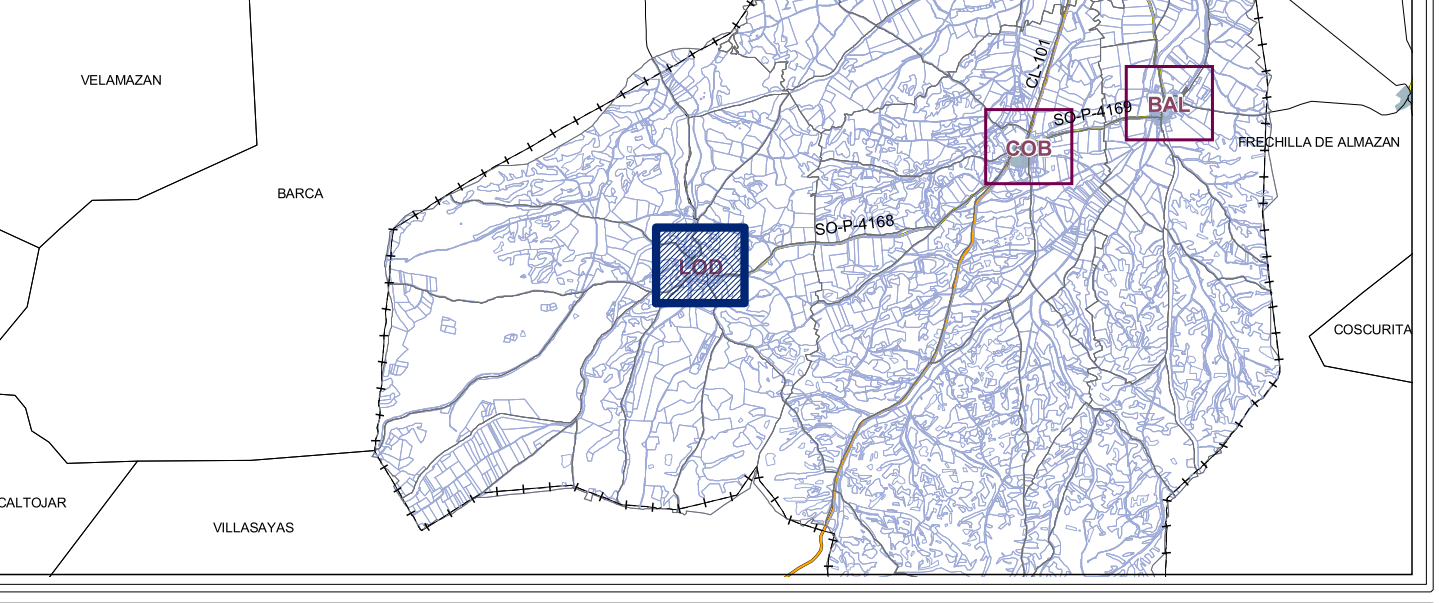 VELAMAZAN
CL-101
SO-P-4169
BAL
FRECHILLA DE ALMAZAN
COB
BARCA
SO-P-4168
LOD
COSCURITA
CALTOJAR
VILLASAYAS